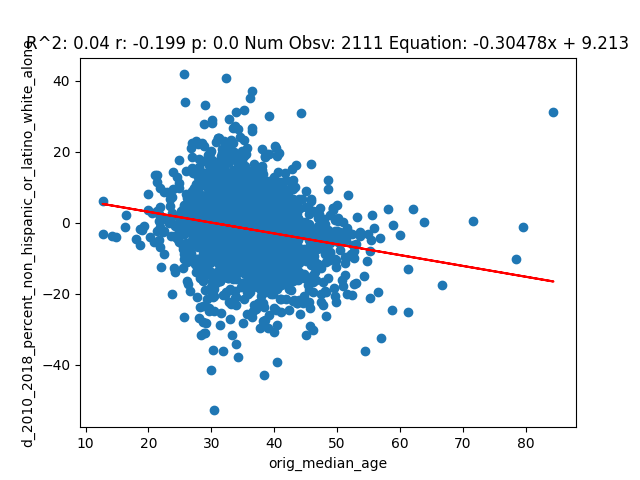 R^2: 0.04 r: -0.199 p: 0.0 Num Obsv: 2111 Equation: -0.30478x + 9.213
d_2010_2018_percent_non_hispanic_or_latino_white_alone
40
20
0
−20
−40
10 20 30 40 50 60 70 80
orig_median_age